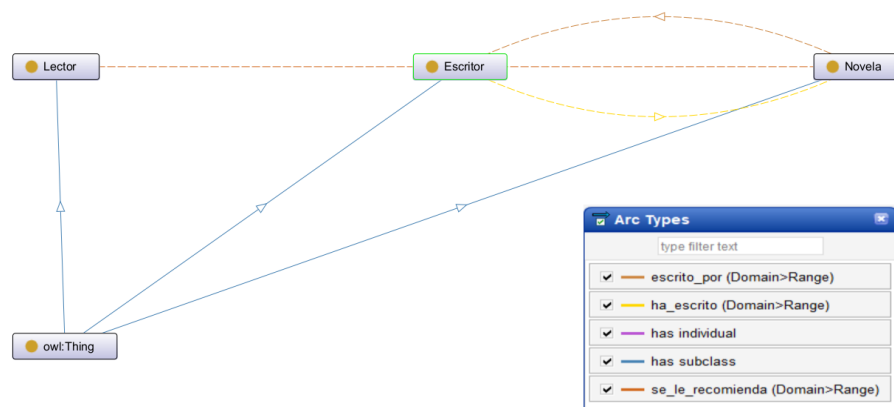 Lector
Escritor
Novela
owl:Thing
Arc Types
type filter text
escrito_por (Domain>Range)
ha_escrito (Domain>Range)
has individual
has subclass
se_le_recomienda (Domain>Range)